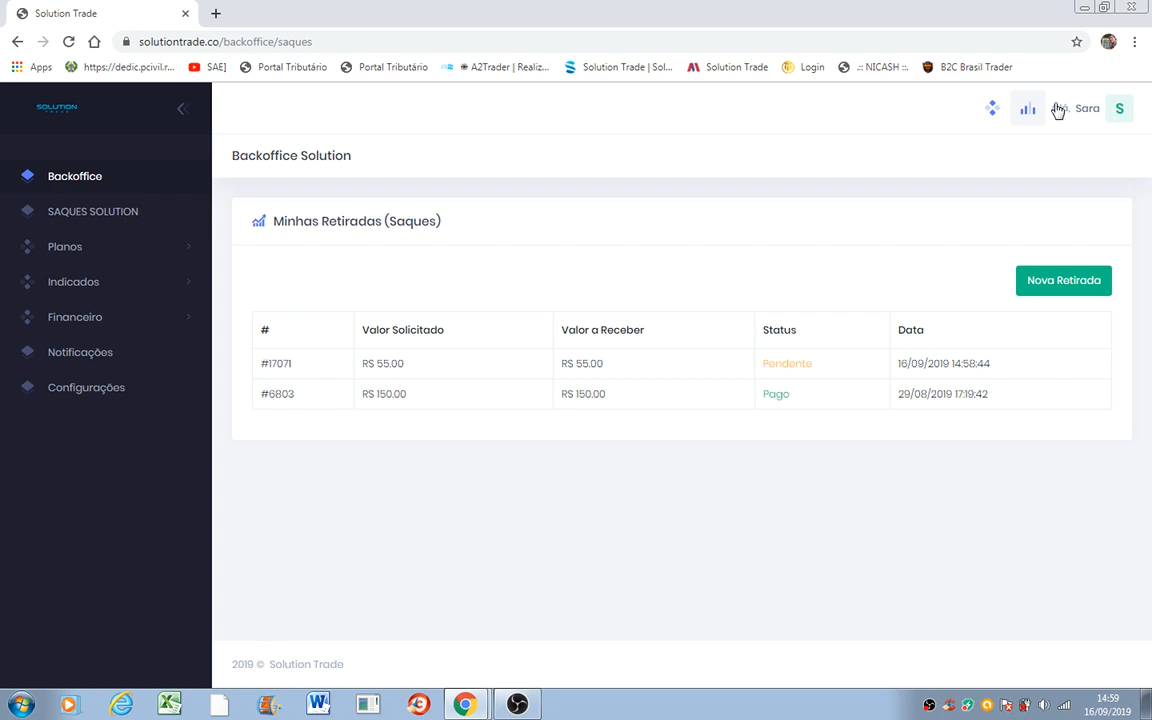 Solution Trade
solutiontrade.co/backoffice/saques
Apps
https://dedic.pcivil.r...
SAEJ
Portal Tributário
Portal Tributário
A2Trader | Realiz...
Solution Trade | Sol...
Solution Trade
Login
.:: NICASH ::.
B2C Brasil Trader
SOLUTION
TRADE
Sara
S
Backoffice Solution
Backoffice
SAQUES SOLUTION
Planos
Indicados
Financeiro
Notificações
Configurações
Minhas Retiradas (Saques)
Nova Retirada
# Valor Solicitado Valor a Receber Status Data
#17071 R$ 55.00 R$ 55.00 Pendente 16/09/2019 14:58:44
#6803 R$ 150.00 R$ 150.00 Pago 29/08/2019 17:19:42
2019 © Solution Trade
14:59
16/09/2019